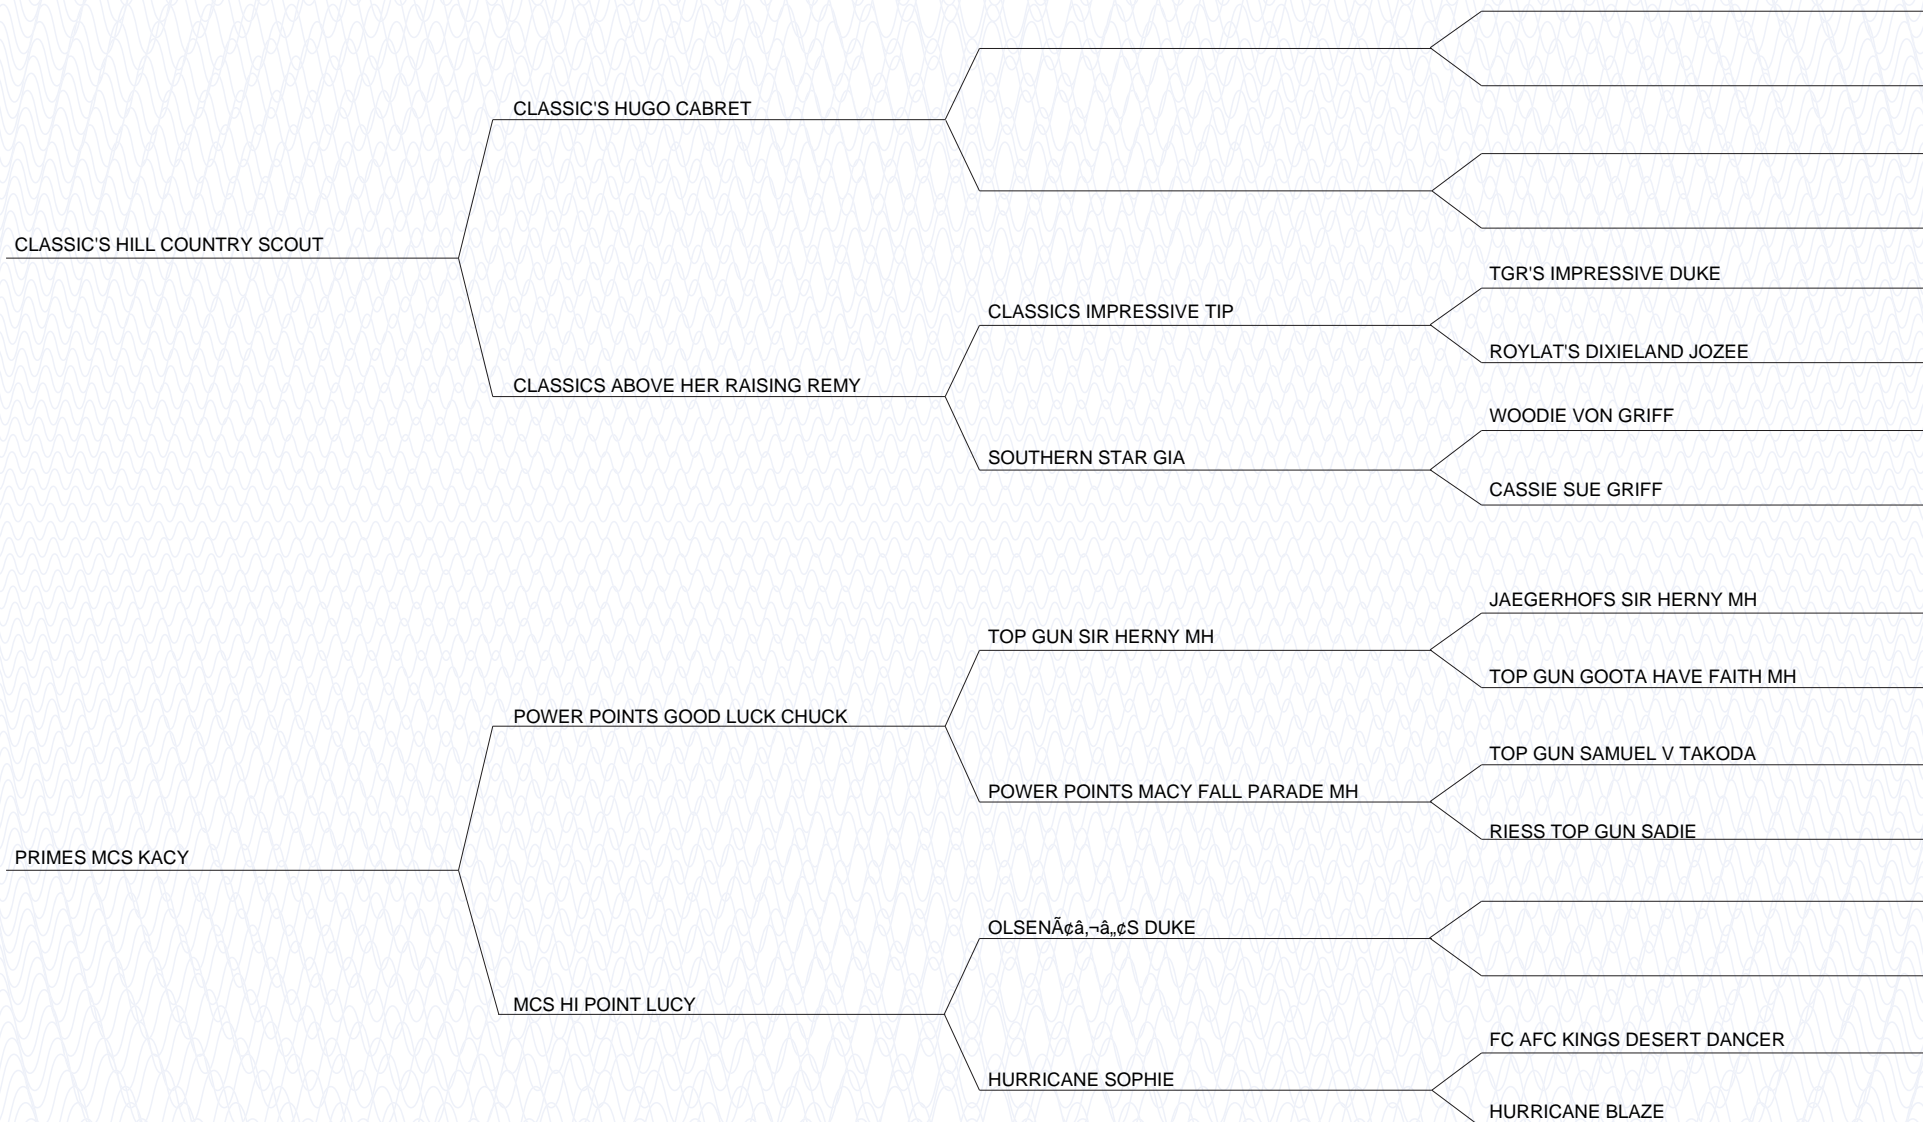 CLASSIC'S HUGO CABRET
CLASSIC'S HILL COUNTRY SCOUT
TGR'S IMPRESSIVE DUKE
CLASSICS IMPRESSIVE TIP
ROYLAT'S DIXIELAND JOZEE
CLASSICS ABOVE HER RAISING REMY
WOODIE VON GRIFF
SOUTHERN STAR GIA
CASSIE SUE GRIFF
JAEGERHOFS SIR HERNY MH
TOP GUN SIR HERNY MH
TOP GUN GOOTA HAVE FAITH MH
POWER POINTS GOOD LUCK CHUCK
TOP GUN SAMUEL V TAKODA
POWER POINTS MACY FALL PARADE MH
RIESS TOP GUN SADIE
PRIMES MCS KACY
OLSENÃ¢â‚¬â„¢S DUKE
MCS HI POINT LUCY
FC AFC KINGS DESERT DANCER
HURRICANE SOPHIE
HURRICANE BLAZE